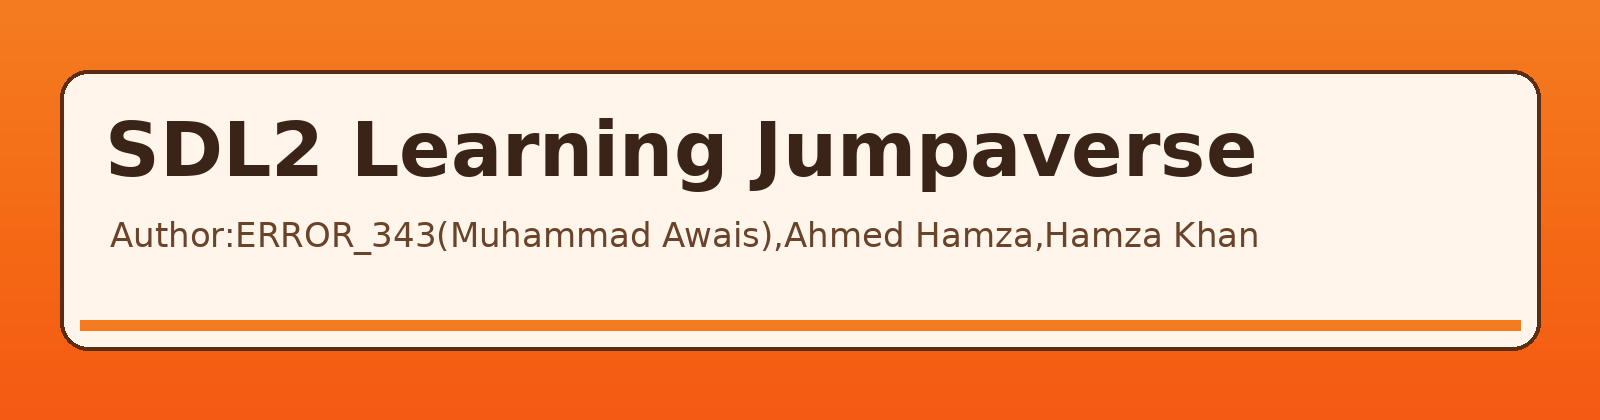 SDL2 Learning Jumpaverse
Author:ERROR_343(Muhammad Awais),Ahmed Hamza,Hamza Khan